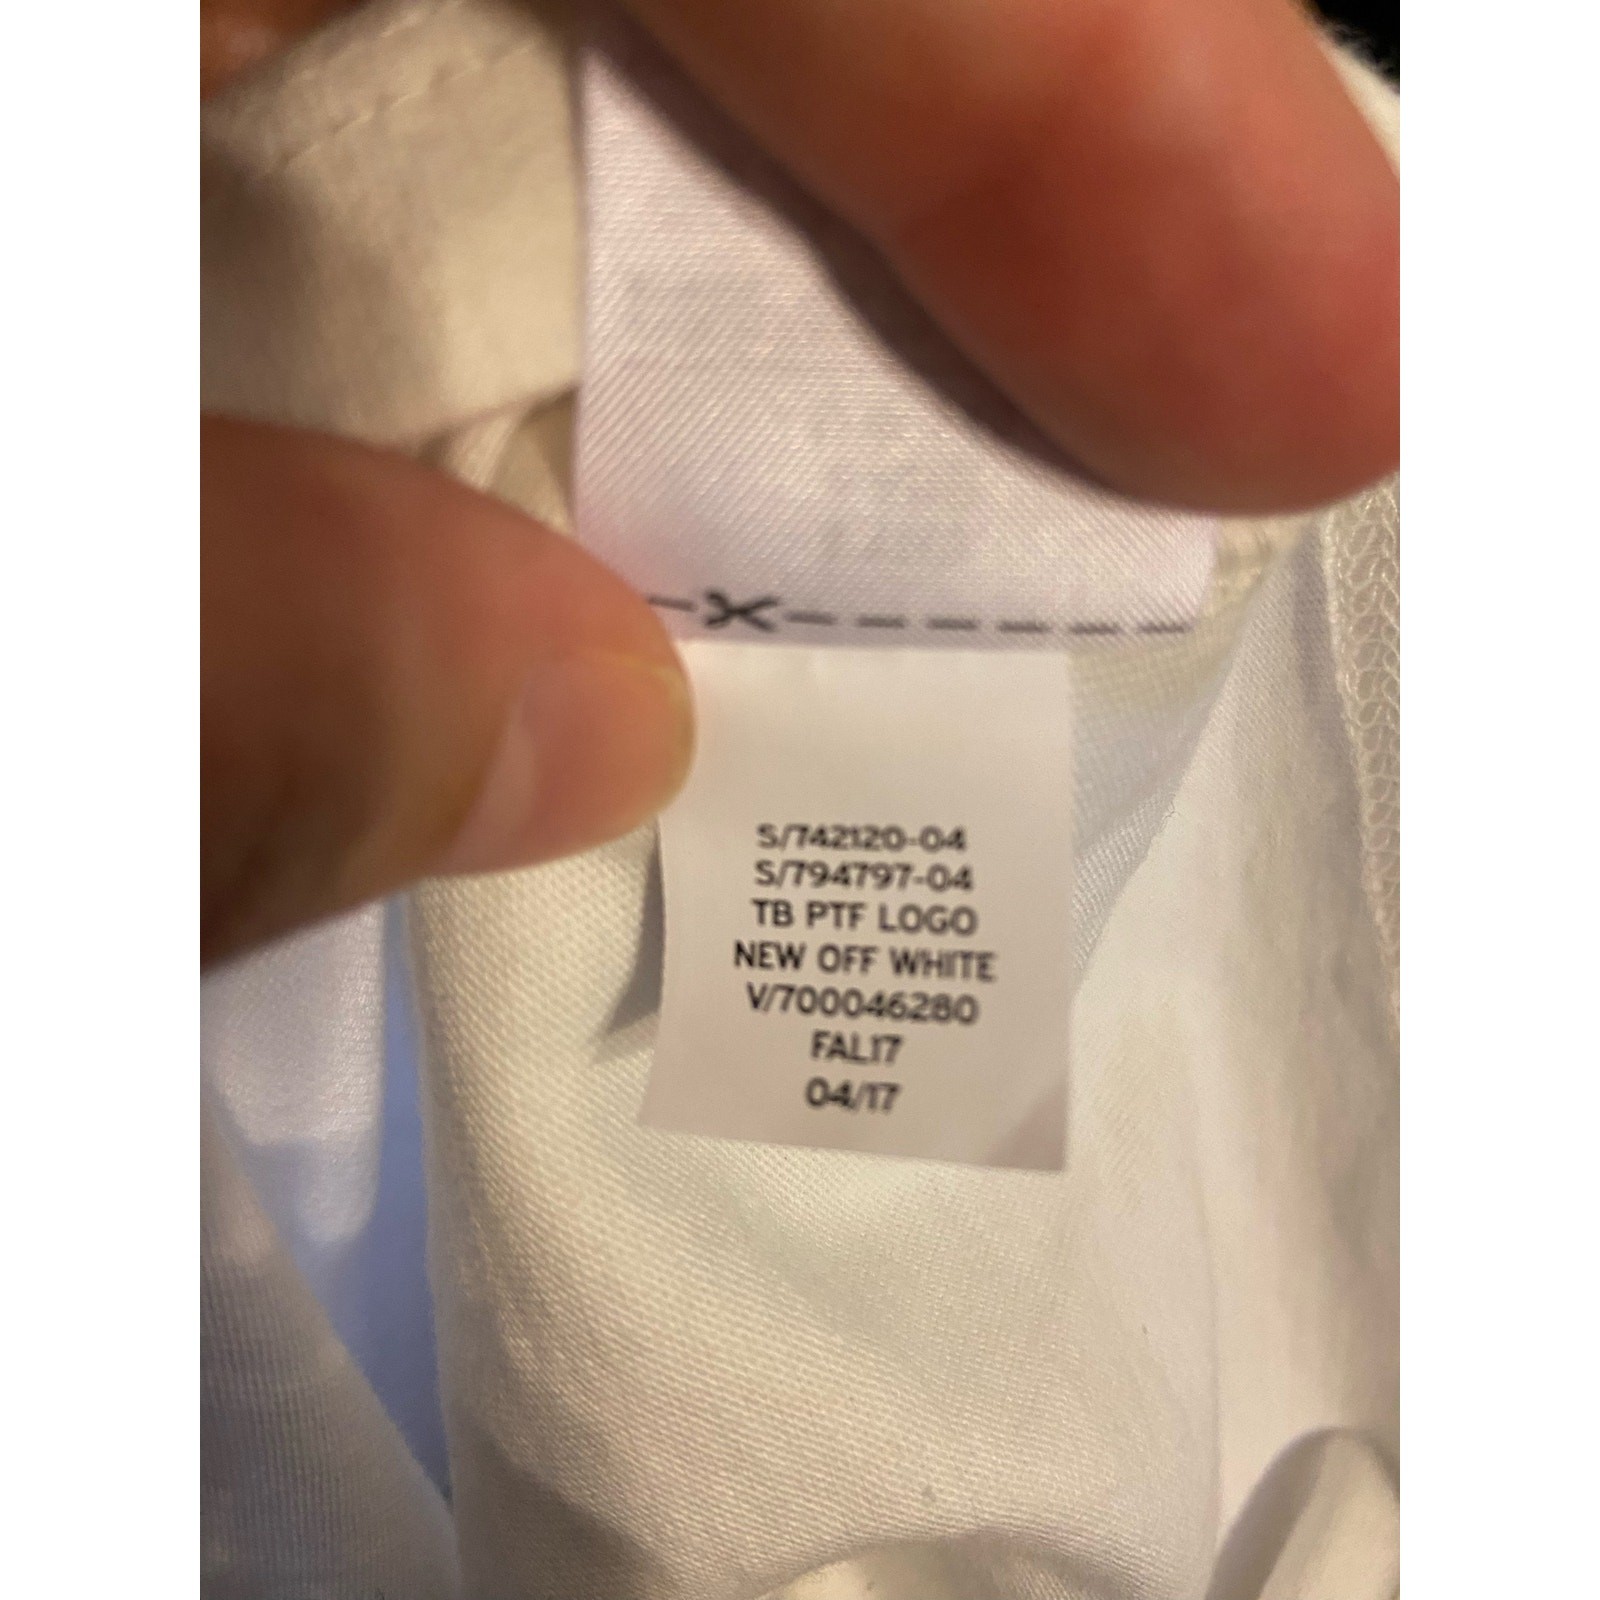 S/742120-04
S/794797-04
TB PTF LOGO
NEW OFF WHITE
V/700046280
FAL17
04/17